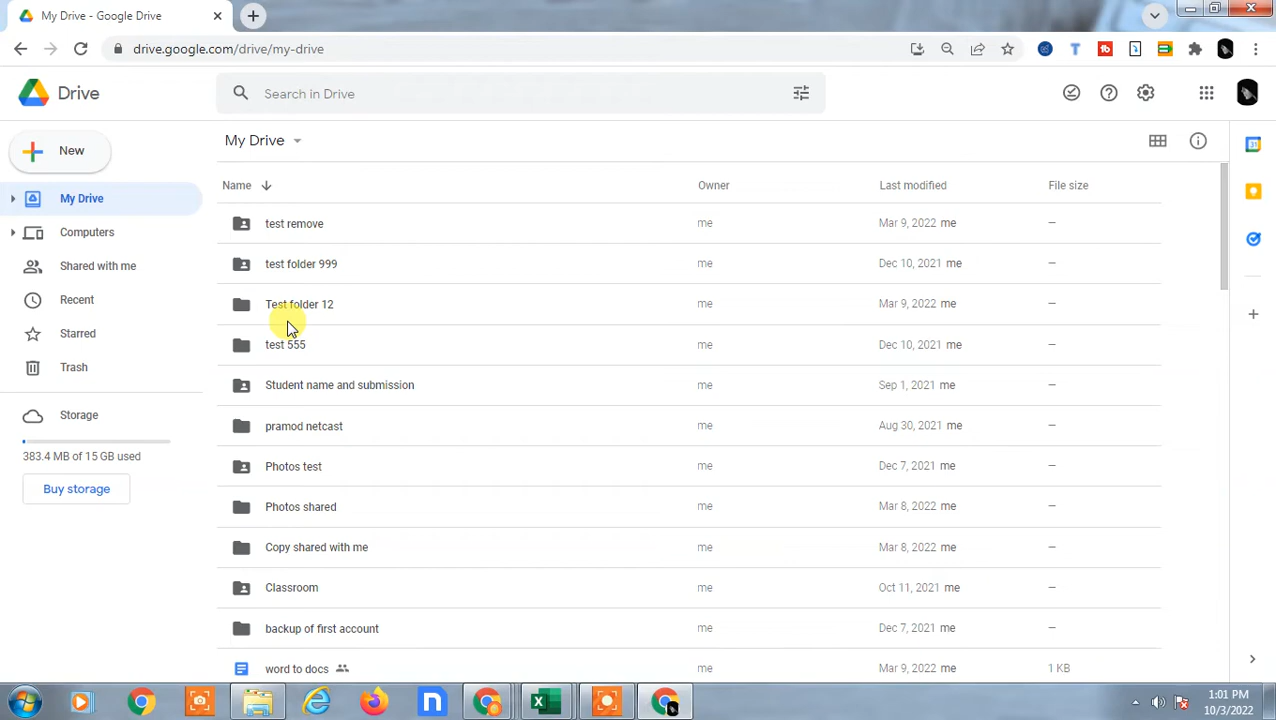 My Drive - Google Drive
drive.google.com/drive/my-drive
Drive
Search in Drive
New
My Drive
Computers
Shared with me
Recent
Starred
Trash
Storage
383.4 MB of 15 GB used
Buy storage
My Drive
Name Owner Last modified File size
test remove me Mar 9, 2022 me –
test folder 999 me Dec 10, 2021 me –
Test folder 12 me Mar 9, 2022 me –
test 555 me Dec 10, 2021 me –
Student name and submission me Sep 1, 2021 me –
pramod netcast me Aug 30, 2021 me –
Photos test me Dec 7, 2021 me –
Photos shared me Mar 8, 2022 me –
Copy shared with me me Mar 8, 2022 me –
Classroom me Oct 11, 2021 me –
backup of first account me Dec 7, 2021 me –
word to docs me Mar 9, 2022 me 1 KB
1:01 PM
10/3/2022